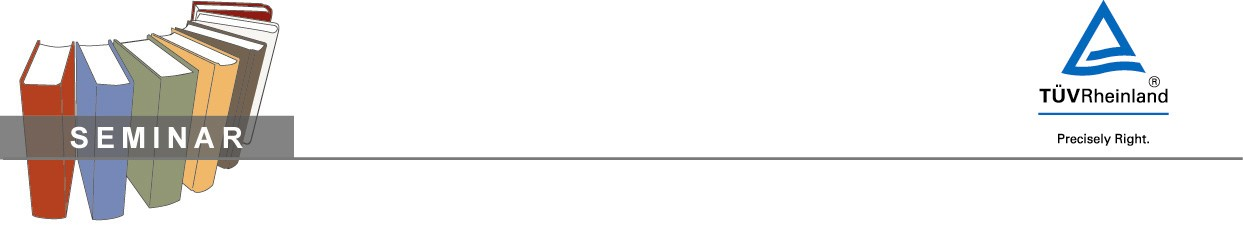 SEMINAR
®
TÜVRheinland
Precisely Right.